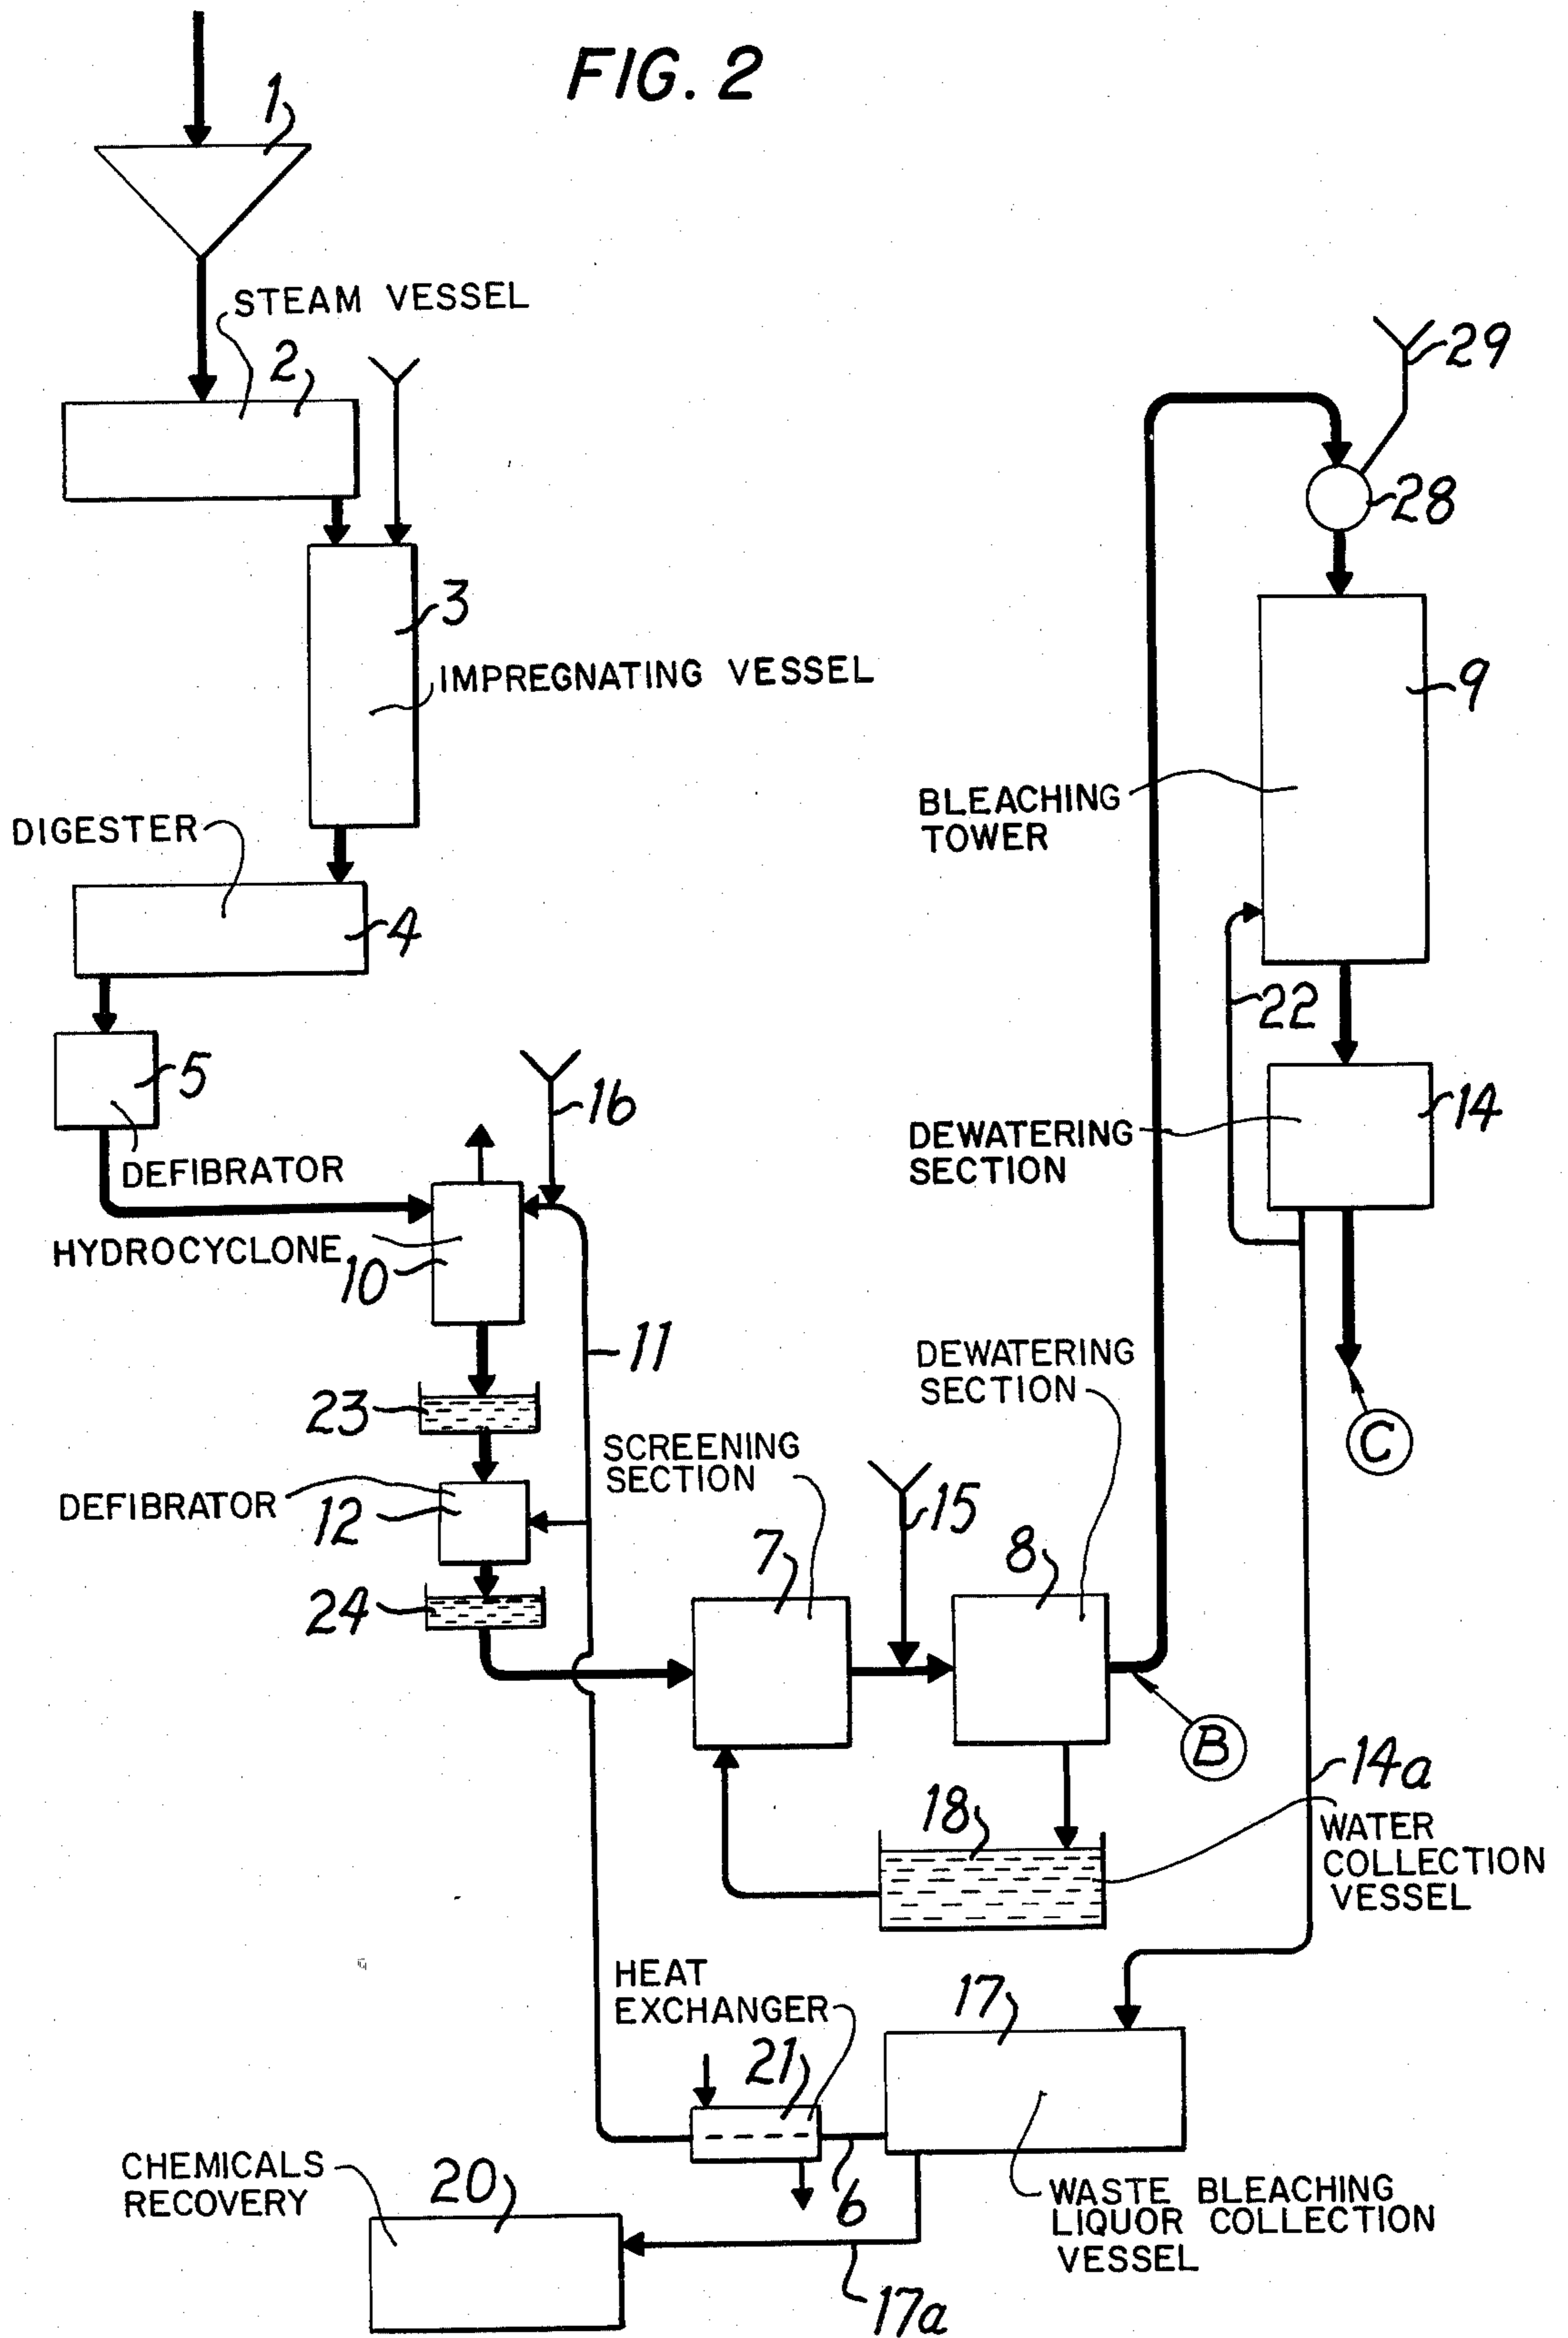 FIG. 2
1
STEAM VESSEL
2
29
28
3
IMPREGNATING VESSEL
9
BLEACHING
TOWER
DIGESTER
4
22
5
16
14
DEFIBRATOR
DEWATERING
SECTION
HYDROCYCLONE
10
11
DEWATERING
SECTION
23
C
SCREENING
SECTION
DEFIBRATOR
12
15
7
8
24
B
14a
18
WATER
COLLECTION
VESSEL
HEAT
EXCHANGER
17
21
CHEMICALS
RECOVERY
20
6
WASTE BLEACHING
LIQUOR COLLECTION
VESSEL
17a